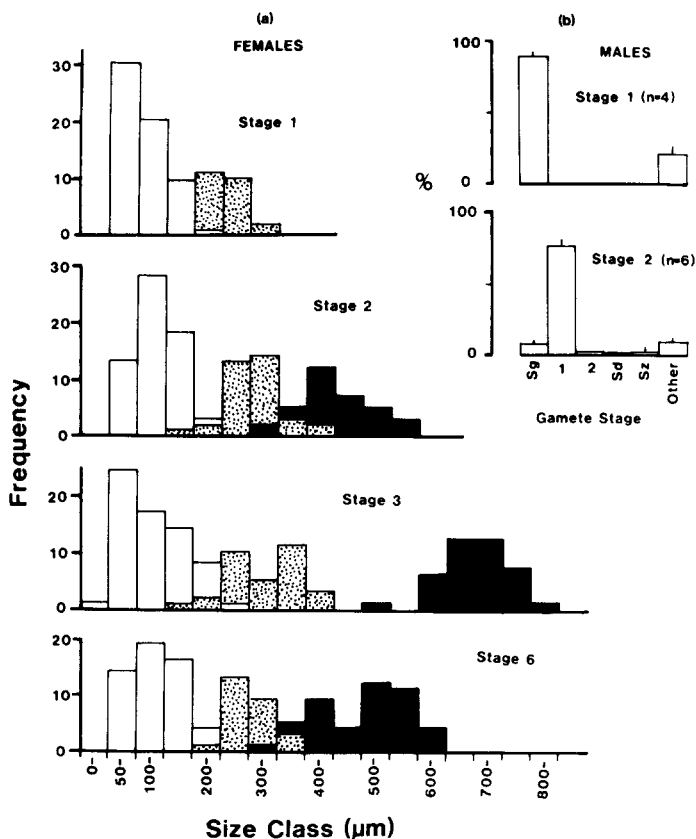 (a)
FEMALES
30
20
10
0
Stage 1
30
20
10
0
Stage 2
20
10
0
Stage 3
20
10
0
Stage 6
Frequency
0-
50-
100-
200-
300-
400-
500-
600-
700-
800-
Size Class (μm)
(b)
MALES
100
0
Stage 1 (n=4)
%
100
0
Stage 2 (n=6)
Sg
1
2
Sd
Sz
Other
Gamete Stage